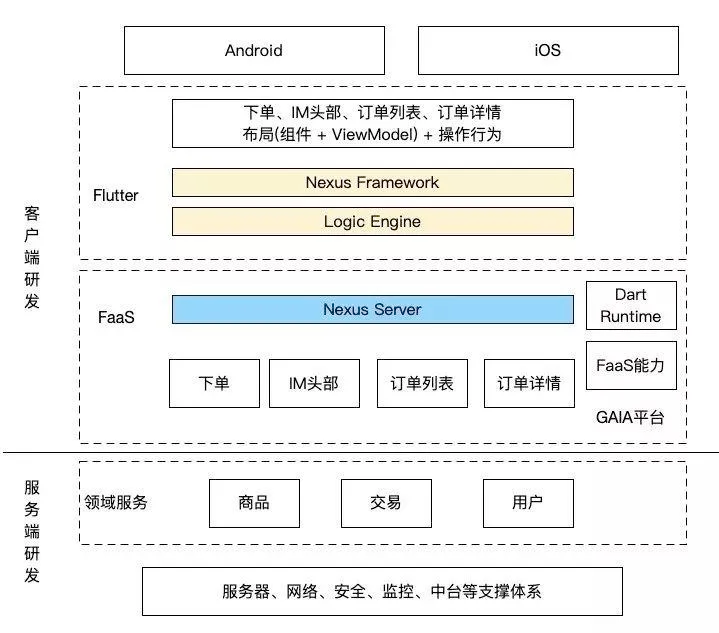 Android
iOS
下单、IM头部、订单列表、订单详情
布局(组件 + ViewModel) + 操作行为
Flutter
Nexus Framework
Logic Engine
客户端研发
FaaS
Nexus Server
Dart
Runtime
下单
IM头部
订单列表
订单详情
FaaS能力
GAIA平台
服务端研发
领域服务
商品
交易
用户
服务器、网络、安全、监控、中台等支撑体系